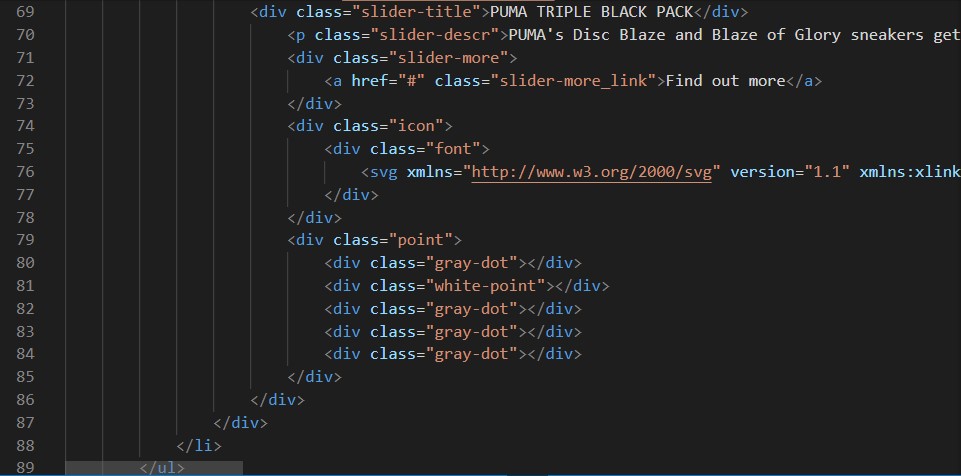 69 <div class="slider-title">PUMA TRIPLE BLACK PACK</div>
70 <p class="slider-descr">PUMA's Disc Blaze and Blaze of Glory sneakers get
71 <div class="slider-more">
72 <a href="#" class="slider-more_link">Find out more</a>
73 </div>
74 <div class="icon">
75 <div class="font">
76 <svg xmlns="http://www.w3.org/2000/svg" version="1.1" xmlns:xlink
77 </div>
78 </div>
79 <div class="point">
80 <div class="gray-dot"></div>
81 <div class="white-point"></div>
82 <div class="gray-dot"></div>
83 <div class="gray-dot"></div>
84 <div class="gray-dot"></div>
85 </div>
86 </div>
87 </div>
88 </li>
89 </ul>